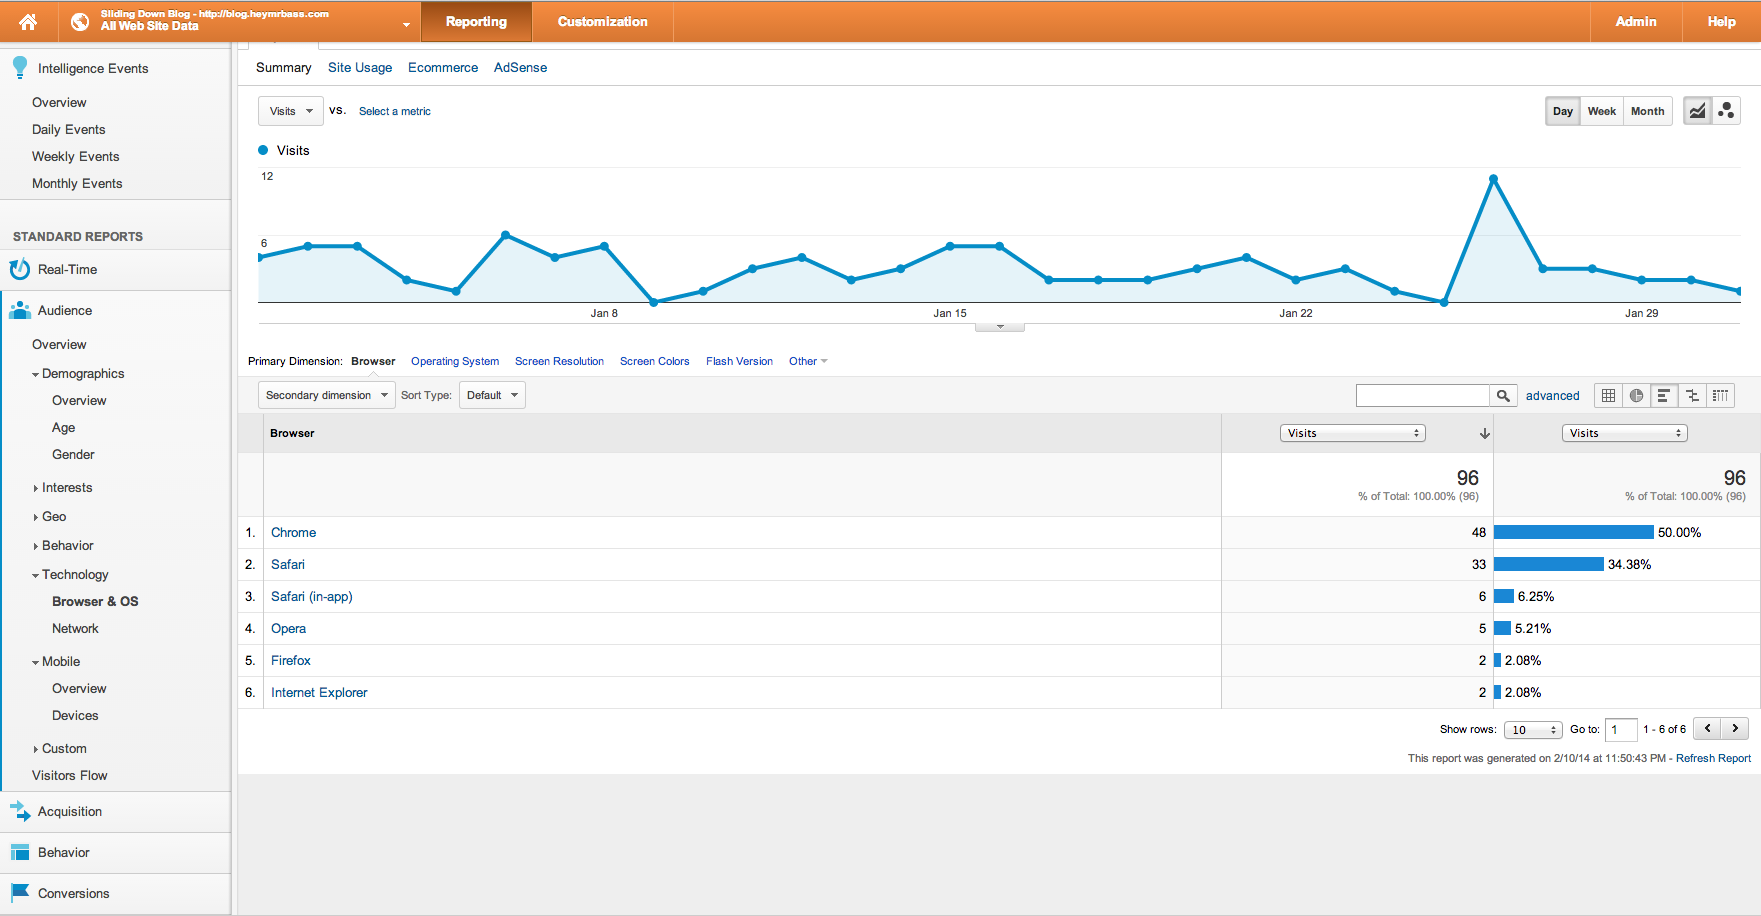 Sliding Down Blog - http://blog.heymrbass.com
All Web Site Data
Reporting
Customization
Admin
Help
Intelligence Events
Overview
Daily Events
Weekly Events
Monthly Events
STANDARD REPORTS
Real-Time
Audience
Overview
Demographics
Overview
Age
Gender
Interests
Geo
Behavior
Technology
Browser & OS
Network
Mobile
Overview
Devices
Custom
Visitors Flow
Acquisition
Behavior
Conversions
Summary Site Usage Ecommerce AdSense
Visits VS. Select a metric
Day Week Month
Visits
12
6
Jan 8 Jan 15 Jan 22 Jan 29
Primary Dimension: Browser Operating System Screen Resolution Screen Colors Flash Version Other
Secondary dimension Sort Type: Default
advanced
Browser Visits Visits
96 96
% of Total: 100.00% (96) % of Total: 100.00% (96)
1. Chrome 48 50.00%
2. Safari 33 34.38%
3. Safari (in-app) 6 6.25%
4. Opera 5 5.21%
5. Firefox 2 2.08%
6. Internet Explorer 2 2.08%
Show rows: 10 Go to: 1 1 - 6 of 6
This report was generated on 2/10/14 at 11:50:43 PM - Refresh Report